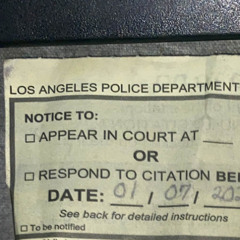 LOS ANGELES POLICE DEPARTMENT
NOTICE TO:
☐ APPEAR IN COURT AT
OR
☐ RESPOND TO CITATION
DATE: 01 / 07 /
See back for detailed instructions
☐ To be notified